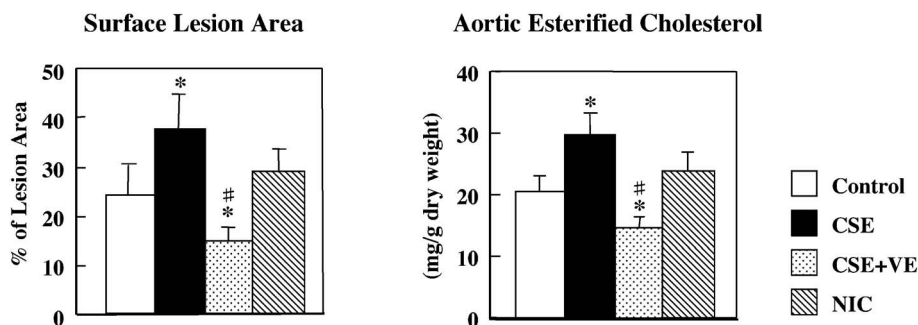 Surface Lesion Area
% of Lesion Area
50
40
30
20
10
0
*
#
*
Aortic Esterified Cholesterol
(mg/g dry weight)
40
30
20
10
0
*
#
*
Control
CSE
CSE+VE
NIC